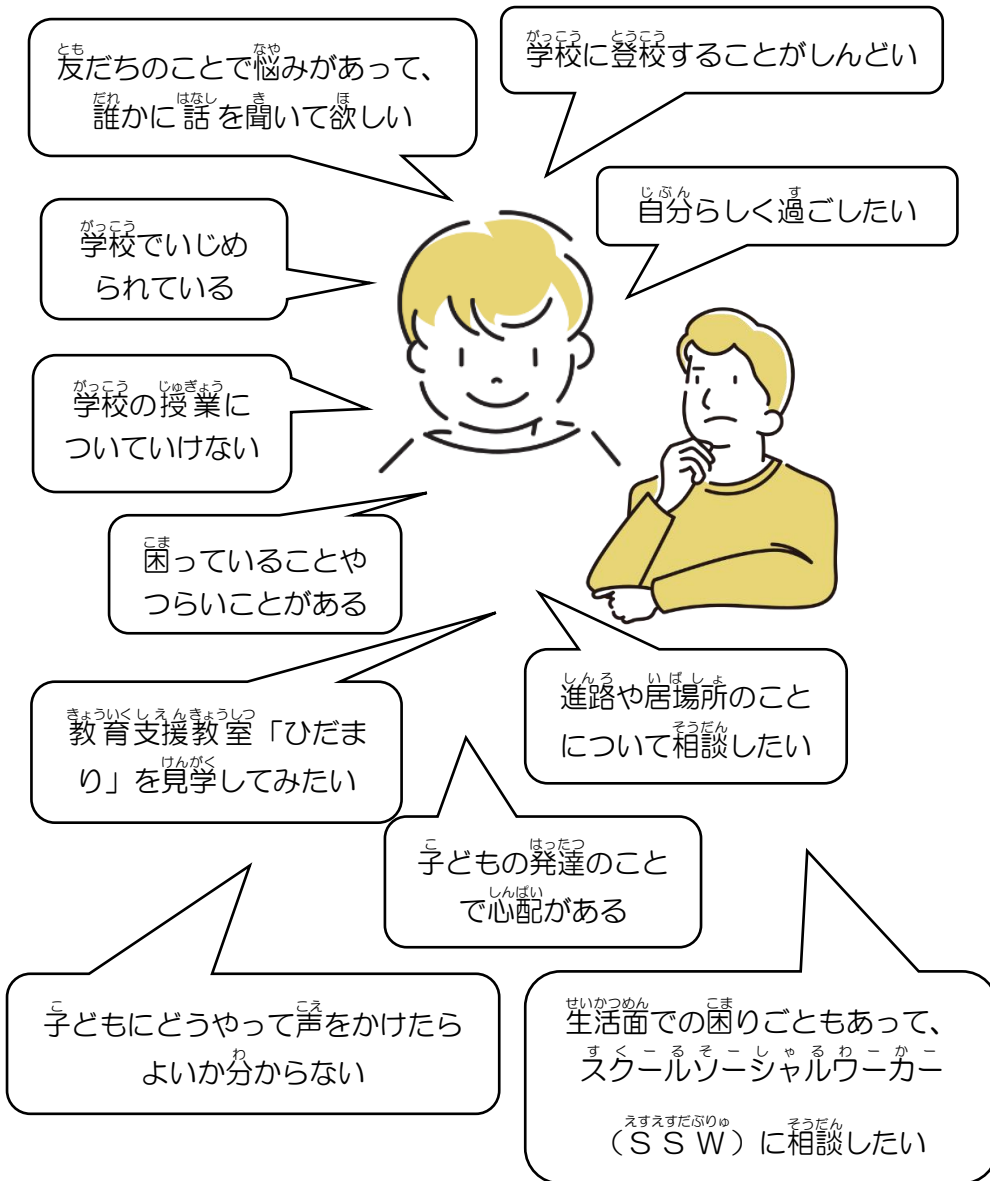 友だちのことで悩みがあって、
誰かに話を聞いて欲しい
学校に登校することがしんどい
自分らしく過ごしたい
学校でいじめ
られている
学校の授業に
ついていけない
困っていることや
つらいことがある
進路や居場所のこと
について相談したい
教育支援教室「ひだま
り」を見学してみたい
子どもの発達のこと
で心配がある
子どもにどうやって声をかけたら
よいか分からない
生活面での困りごともあって、
スクールソーシャルワーカー
（ＳＳＷ）に相談したい